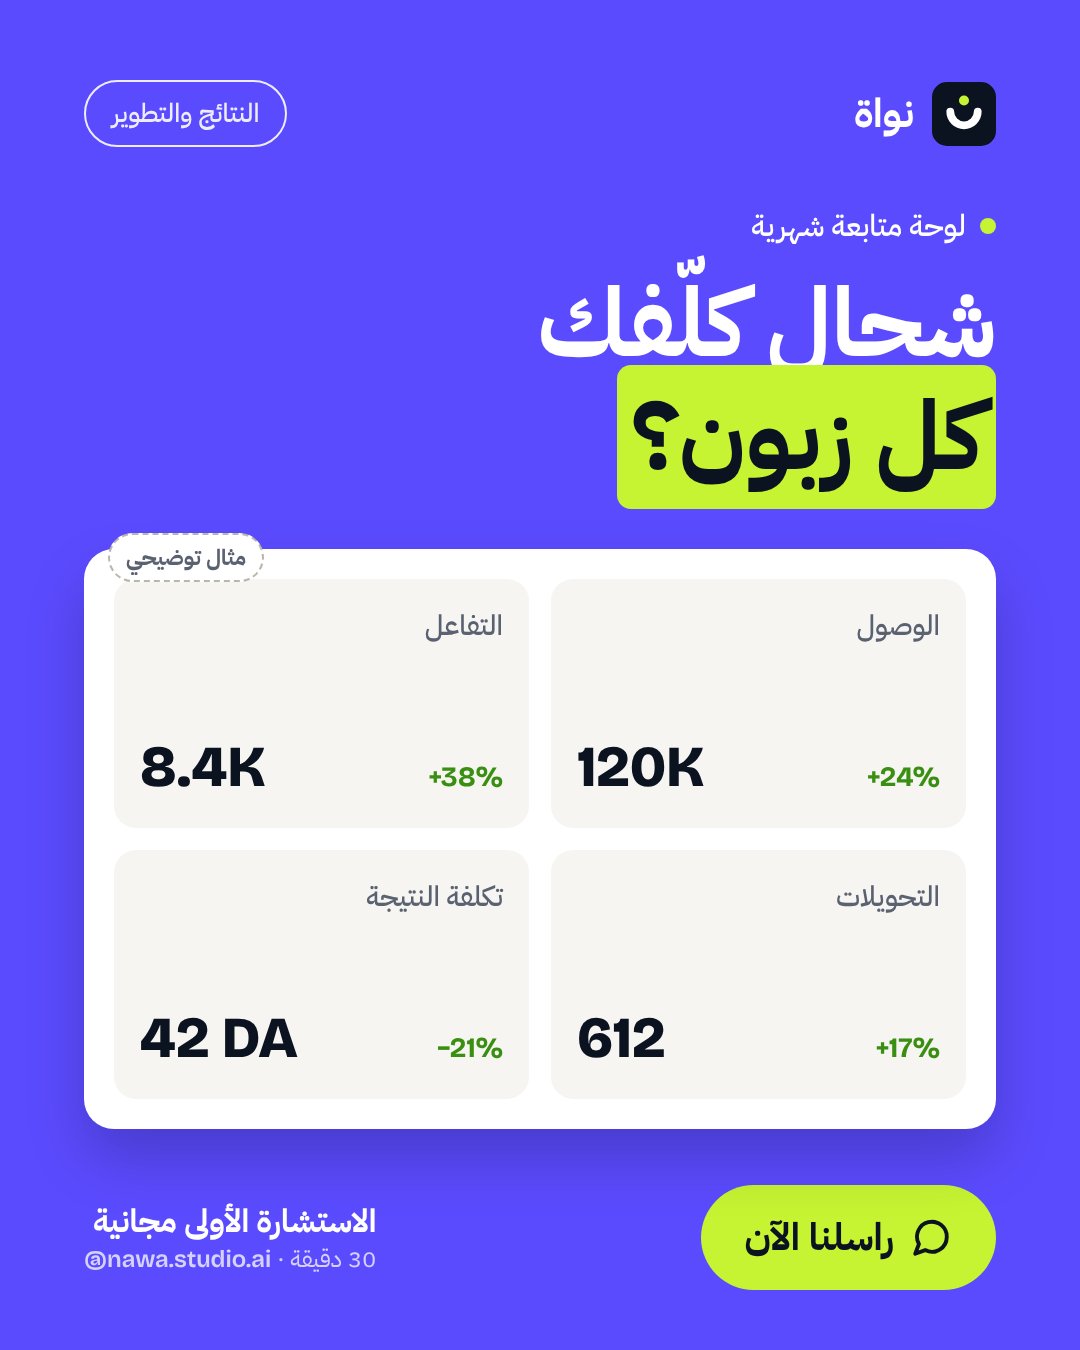 نواة
النتائج والتطوير
لوحة متابعة شهرية
شحال كلّفك
كل زبون؟
مثال توضيحي
الوصول
120K
+24%
التفاعل
8.4K
+38%
التحويلات
612
+17%
تكلفة النتيجة
42 DA
−21%
راسلنا الآن
الاستشارة الأولى مجانية
30 دقيقة · @nawa.studio.ai